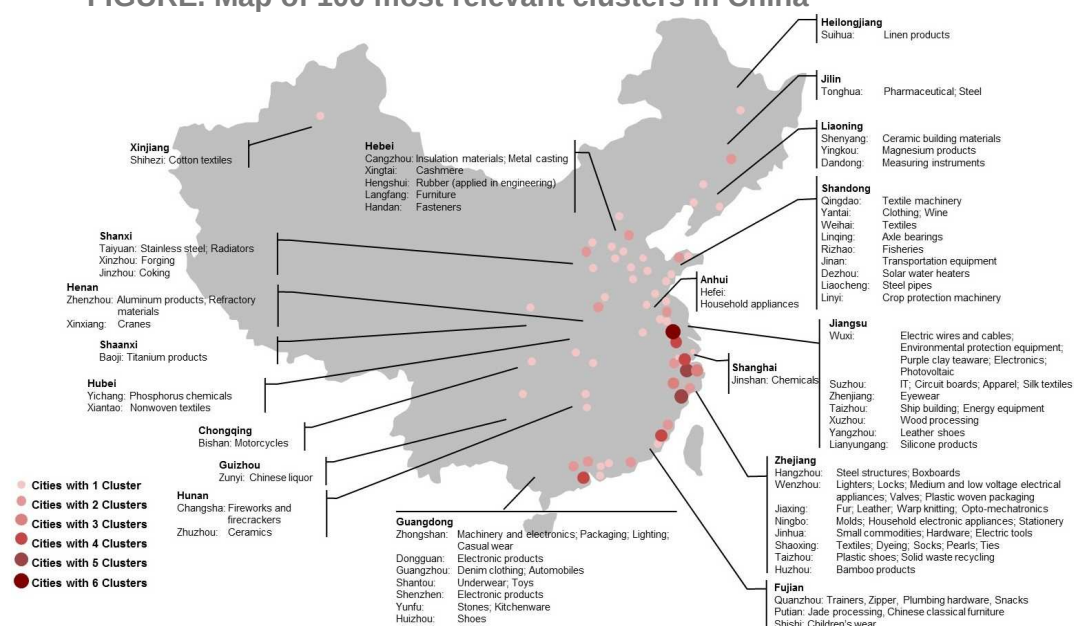 FIGURE: Map of 100 most relevant clusters in China
Heilongjiang
Suihua: Linen products
Jilin
Tonghua: Pharmaceutical; Steel
Liaoning
Shenyang: Ceramic building materials
Yingkou: Magnesium products
Dandong: Measuring instruments
Xinjiang
Shihezi: Cotton textiles
Hebei
Cangzhou: Insulation materials; Metal casting
Xingtai: Cashmere
Hengshui: Rubber (applied in engineering)
Langfang: Furniture
Handan: Fasteners
Shandong
Qingdao: Textile machinery
Yantai: Clothing; Wine
Weihai: Textiles
Linqing: Axle bearings
Rizhao: Fisheries
Jinan: Transportation equipment
Dezhou: Solar water heaters
Liaocheng: Steel pipes
Linyi: Crop protection machinery
Shanxi
Taiyuan: Stainless steel; Radiators
Xinzhou: Forging
Jinzhou: Coking
Henan
Zhenzhou: Aluminum products; Refractory
materials
Xinxiang: Cranes
Anhui
Hefei:
Household appliances
Shaanxi
Baoji: Titanium products
Jiangsu
Wuxi: Electric wires and cables;
Environmental protection equipment;
Purple clay teaware; Electronics;
Photovoltaic
Suzhou: IT; Circuit boards; Apparel; Silk textiles
Zhenjiang: Eyewear
Taizhou: Ship building; Energy equipment
Xuzhou: Wood processing
Yangzhou: Leather shoes
Lianyungang: Silicone products
Shanghai
Jinshan: Chemicals
Hubei
Yichang: Phosphorus chemicals
Xiantao: Nonwoven textiles
Chongqing
Bishan: Motorcycles
Guizhou
Zunyi: Chinese liquor
Hunan
Changsha: Fireworks and
firecrackers
Zhuzhou: Ceramics
Zhejiang
Hangzhou: Steel structures; Boxboards
Wenzhou: Lighters; Locks; Medium and low voltage electrical
appliances; Valves; Plastic woven packaging
Jiaxing: Fur; Leather; Warp knitting; Opto-mechatronics
Ningbo: Molds; Household electronic appliances; Stationery
Jinhua: Small commodities; Hardware; Electric tools
Shaoxing: Textiles; Dyeing; Socks; Pearls; Ties
Taizhou: Plastic shoes; Solid waste recycling
Huzhou: Bamboo products
Cities with 1 Cluster
Cities with 2 Clusters
Cities with 3 Clusters
Cities with 4 Clusters
Cities with 5 Clusters
Cities with 6 Clusters
Guangdong
Zhongshan: Machinery and electronics; Packaging; Lighting;
Casual wear
Dongguan: Electronic products
Guangzhou: Denim clothing; Automobiles
Shantou: Underwear; Toys
Shenzhen: Electronic products
Yunfu: Stones; Kitchenware
Huizhou: Shoes
Fujian
Quanzhou: Trainers, Zipper, Plumbing hardware, Snacks
Putian: Jade processing, Chinese classical furniture
Shishi: Children's wear